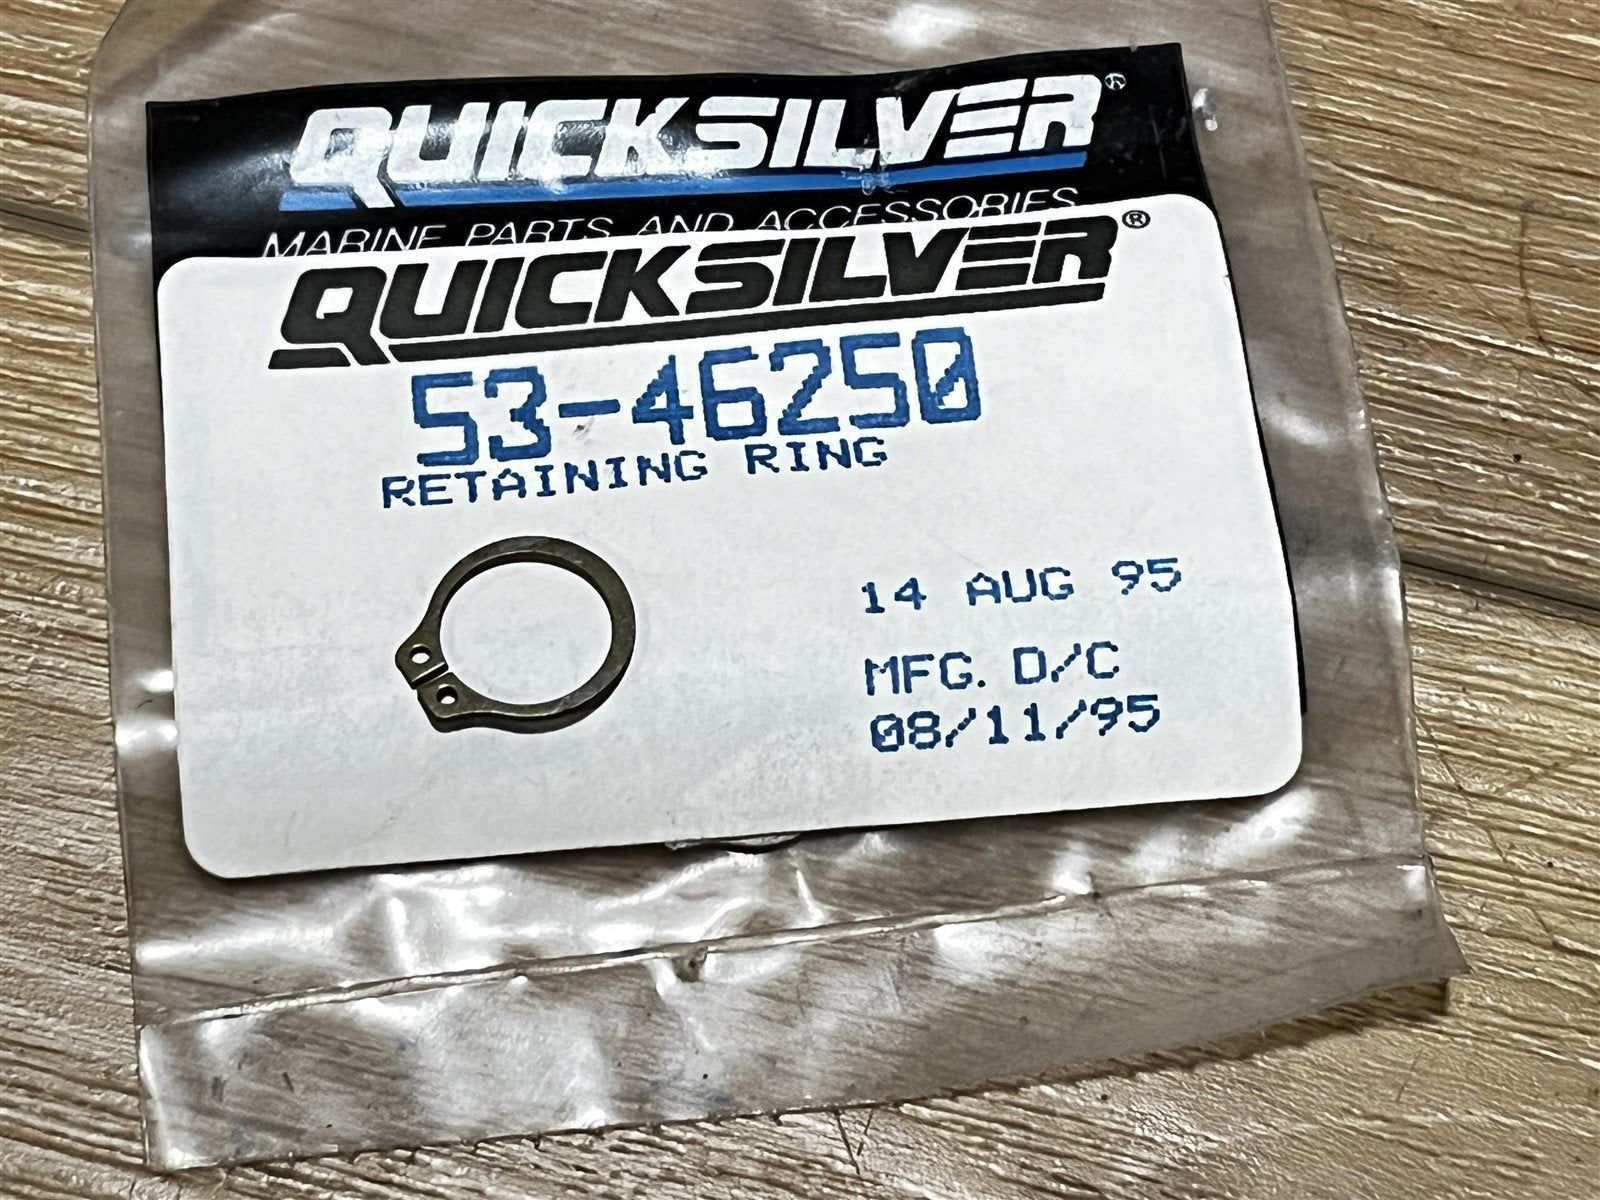 QUICKSILVER®
MARINE PARTS AND ACCESSORIES
QUICKSILVER®
53-46250
RETAINING RING
14 AUG 95
MFG. D/C
08/11/95